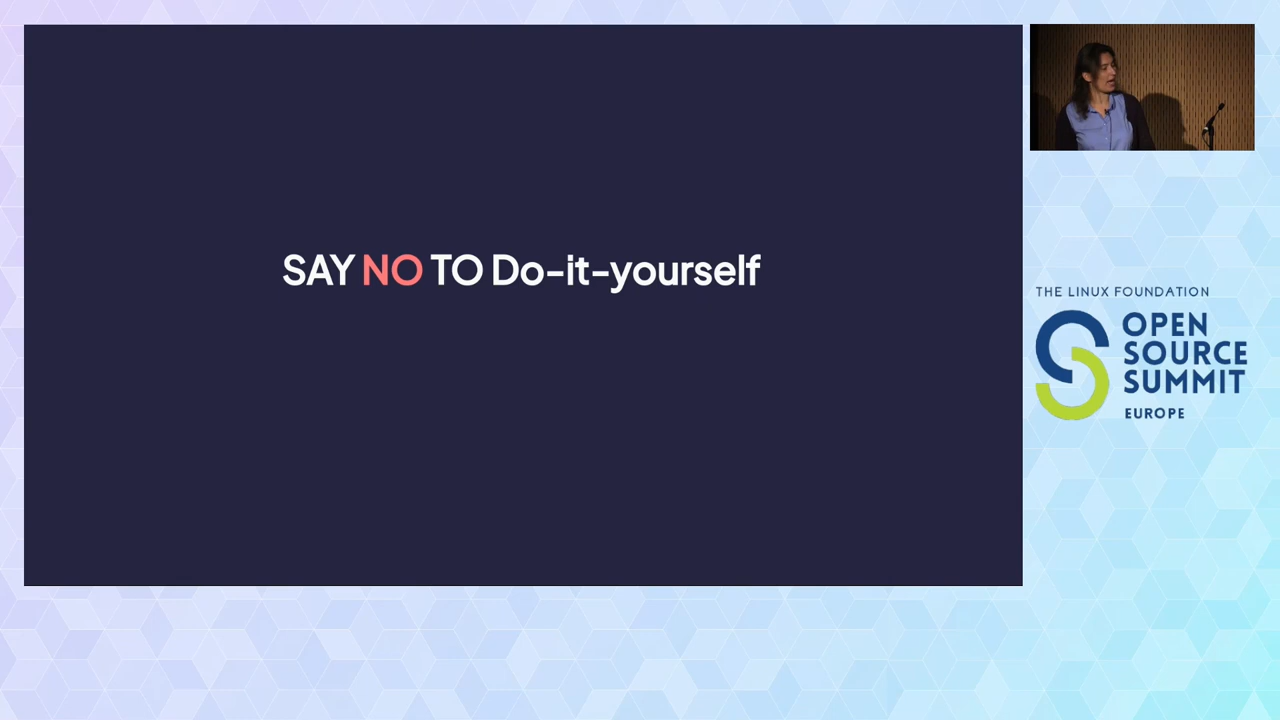 SAY NO TO Do-it-yourself
THE LINUX FOUNDATION
OPEN
SOURCE
SUMMIT
EUROPE